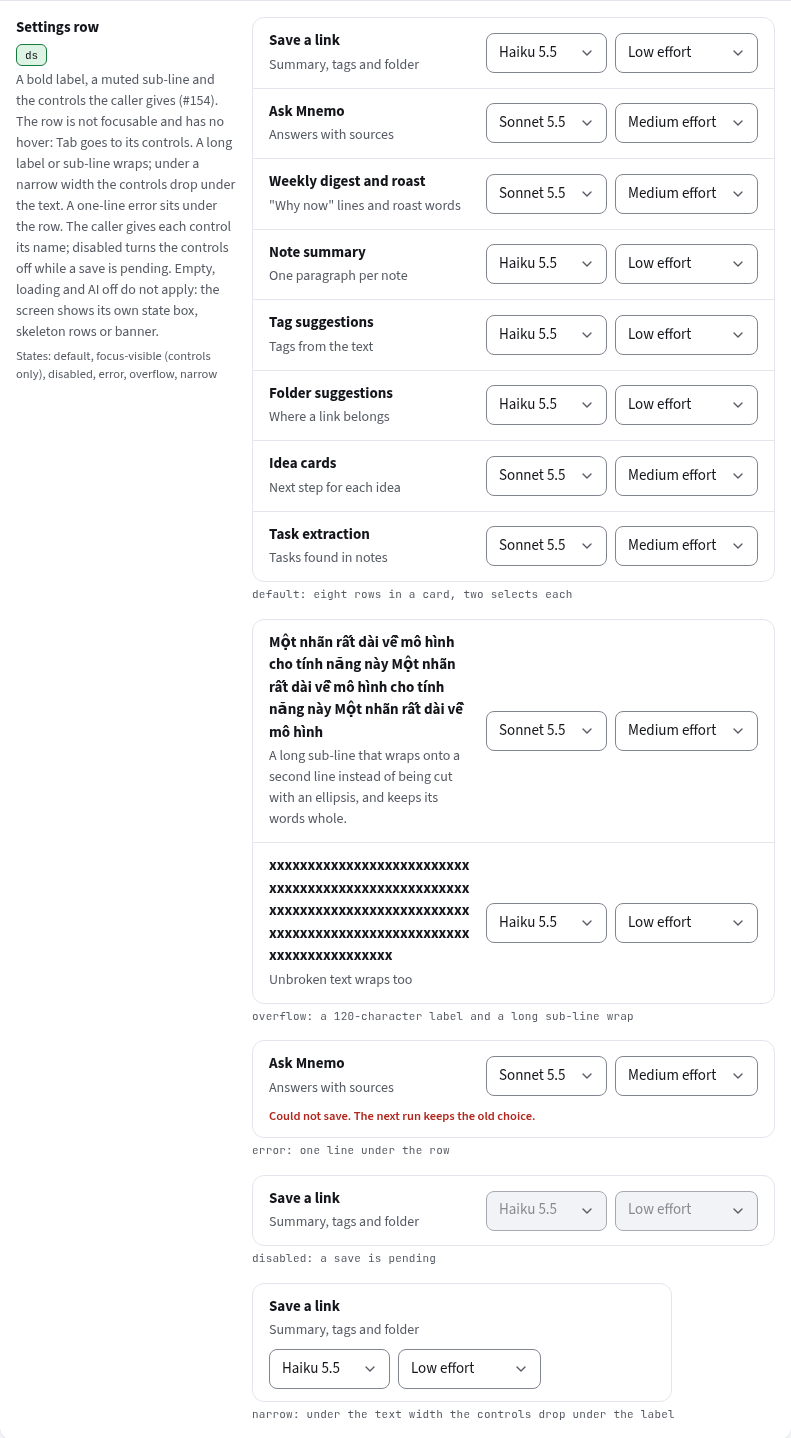 Settings row
ds
A bold label, a muted sub-line and
the controls the caller gives (#154).
The row is not focusable and has no
hover: Tab goes to its controls. A long
label or sub-line wraps; under a
narrow width the controls drop under
the text. A one-line error sits under
the row. The caller gives each control
its name; disabled turns the controls
off while a save is pending. Empty,
loading and AI off do not apply: the
screen shows its own state box,
skeleton rows or banner.
States: default, focus-visible (controls
only), disabled, error, overflow, narrow
Save a link
Summary, tags and folder
Haiku 5.5
Low effort
Ask Mnemo
Answers with sources
Sonnet 5.5
Medium effort
Weekly digest and roast
"Why now" lines and roast words
Sonnet 5.5
Medium effort
Note summary
One paragraph per note
Haiku 5.5
Low effort
Tag suggestions
Tags from the text
Haiku 5.5
Low effort
Folder suggestions
Where a link belongs
Haiku 5.5
Low effort
Idea cards
Next step for each idea
Sonnet 5.5
Medium effort
Task extraction
Tasks found in notes
Sonnet 5.5
Medium effort
default: eight rows in a card, two selects each
Một nhãn rất dài về mô hình
cho tính năng này Một nhãn
rất dài về mô hình cho tính
năng này Một nhãn rất dài về
mô hình
A long sub-line that wraps onto a
second line instead of being cut
with an ellipsis, and keeps its
words whole.
Sonnet 5.5
Medium effort
xxxxxxxxxxxxxxxxxxxxxxxxxx
xxxxxxxxxxxxxxxxxxxxxxxxxx
xxxxxxxxxxxxxxxxxxxxxxxxxx
xxxxxxxxxxxxxxxxxxxxxxxxxx
xxxxxxxxxxxxxxxx
Unbroken text wraps too
Haiku 5.5
Low effort
overflow: a 120-character label and a long sub-line wrap
Ask Mnemo
Answers with sources
Sonnet 5.5
Medium effort
Could not save. The next run keeps the old choice.
error: one line under the row
Save a link
Summary, tags and folder
Haiku 5.5
Low effort
disabled: a save is pending
Save a link
Summary, tags and folder
Haiku 5.5
Low effort
narrow: under the text width the controls drop under the label